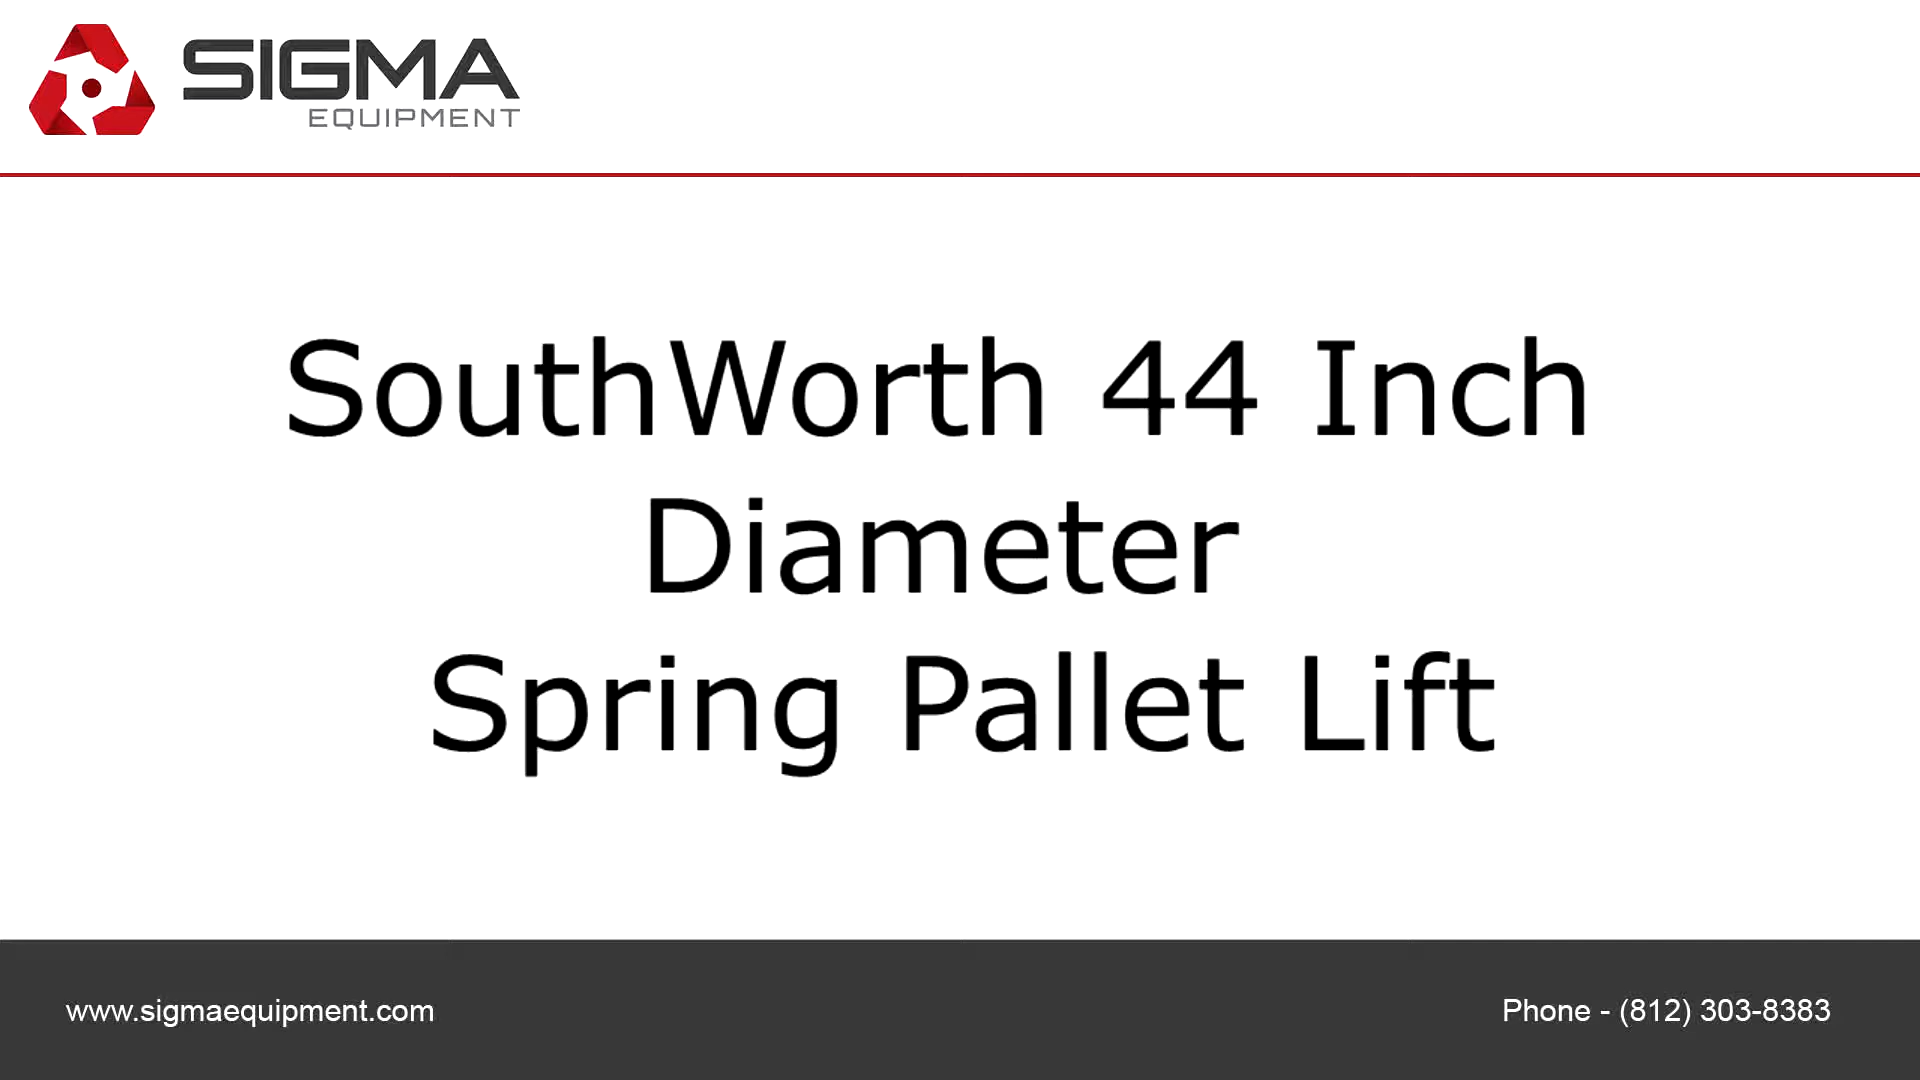 SIGMA
EQUIPMENT
SouthWorth 44 Inch
Diameter
Spring Pallet Lift
www.sigmaequipment.com
Phone - (812) 303-8383